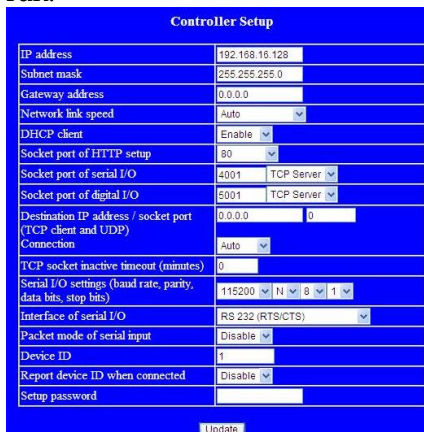 Controller Setup
IP address 192.168.16.128
Subnet mask 255.255.255.0
Gateway address 0.0.0.0
Network link speed Auto
DHCP client Enable
Socket port of HTTP setup 80
Socket port of serial I/O 4001 TCP Server
Socket port of digital I/O 5001 TCP Server
Destination IP address / socket port 0.0.0.0 0
(TCP client and UDP)
Connection Auto
TCP socket inactive timeout (minutes) 0
Serial I/O settings (baud rate, parity,
data bits, stop bits) 115200 N 8 1
Interface of serial I/O RS 232 (RTS/CTS)
Packet mode of serial input Disable
Device ID 1
Report device ID when connected Disable
Setup password
Update